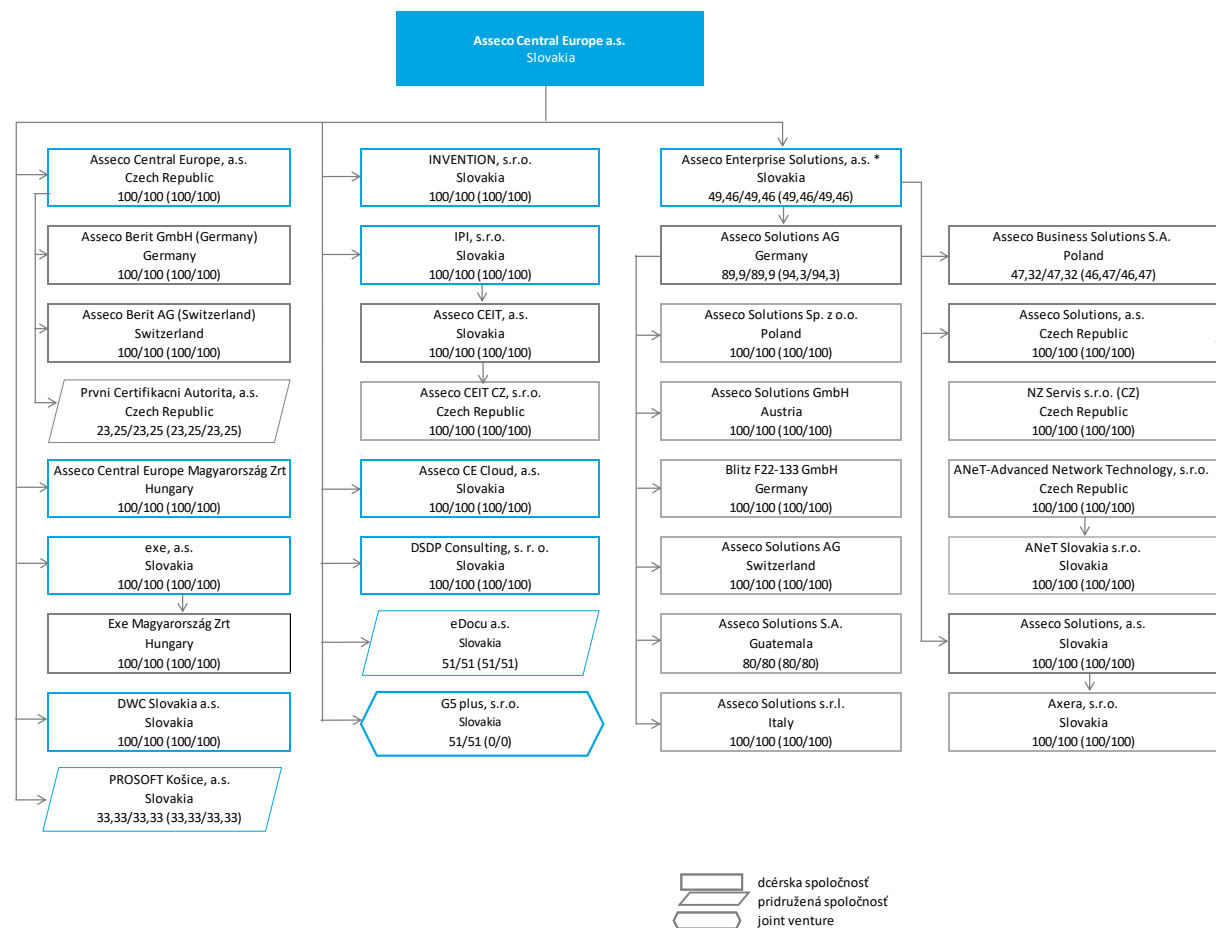 Asseco Central Europe a.s.
Slovakia
Asseco Central Europe, a.s.
Czech Republic
100/100 (100/100)
Asseco Berit GmbH (Germany)
Germany
100/100 (100/100)
Asseco Berit AG (Switzerland)
Switzerland
100/100 (100/100)
Prvni Certifikacni Autorita, a.s.
Czech Republic
23,25/23,25 (23,25/23,25)
Asseco Central Europe Magyarország Zrt
Hungary
100/100 (100/100)
exe, a.s.
Slovakia
100/100 (100/100)
Exe Magyarország Zrt
Hungary
100/100 (100/100)
DWC Slovakia a.s.
Slovakia
100/100 (100/100)
PROSOFT Košice, a.s.
Slovakia
33,33/33,33 (33,33/33,33)
INVENTION, s.r.o.
Slovakia
100/100 (100/100)
IPI, s.r.o.
Slovakia
100/100 (100/100)
Asseco CEIT, a.s.
Slovakia
100/100 (100/100)
Asseco CEIT CZ, s.r.o.
Czech Republic
100/100 (100/100)
Asseco CE Cloud, a.s.
Slovakia
100/100 (100/100)
DSDP Consulting, s. r. o.
Slovakia
100/100 (100/100)
eDocu a.s.
Slovakia
51/51 (51/51)
G5 plus, s.r.o.
Slovakia
51/51 (0/0)
Asseco Enterprise Solutions, a.s. *
Slovakia
49,46/49,46 (49,46/49,46)
Asseco Solutions AG
Germany
89,9/89,9 (94,3/94,3)
Asseco Solutions Sp. z o.o.
Poland
100/100 (100/100)
Asseco Solutions GmbH
Austria
100/100 (100/100)
Blitz F22-133 GmbH
Germany
100/100 (100/100)
Asseco Solutions AG
Switzerland
100/100 (100/100)
Asseco Solutions S.A.
Guatemala
80/80 (80/80)
Asseco Solutions s.r.l.
Italy
100/100 (100/100)
Asseco Business Solutions S.A.
Poland
47,32/47,32 (46,47/46,47)
Asseco Solutions, a.s.
Czech Republic
100/100 (100/100)
NZ Servis s.r.o. (CZ)
Czech Republic
100/100 (100/100)
ANeT-Advanced Network Technology, s.r.o.
Czech Republic
100/100 (100/100)
ANeT Slovakia s.r.o.
Slovakia
100/100 (100/100)
Asseco Solutions, a.s.
Slovakia
100/100 (100/100)
Axera, s.r.o.
Slovakia
100/100 (100/100)
dcérska spoločnosť
pridružená spoločnosť
joint venture